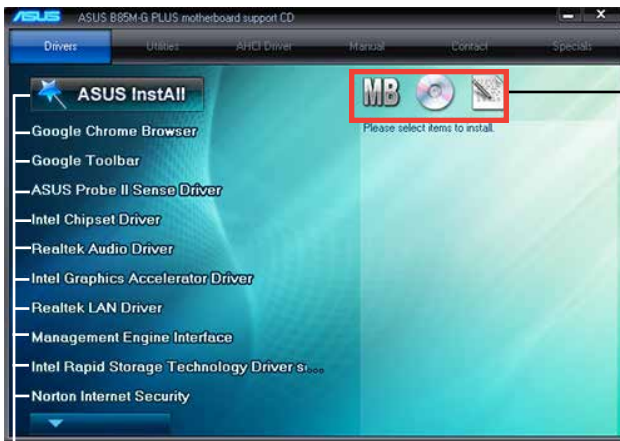 ASUS ASUS B85M-G PLUS motherboard support CD
Drivers Utilities AHCI Driver Manual Contact Specials
ASUS InstAll
MB
Please select items to install.
Google Chrome Browser
Google Toolbar
ASUS Probe II Sense Driver
Intel Chipset Driver
Realtek Audio Driver
Intel Graphics Accelerator Driver
Realtek LAN Driver
Management Engine Interface
Intel Rapid Storage Technology Driver s....
Norton Internet Security